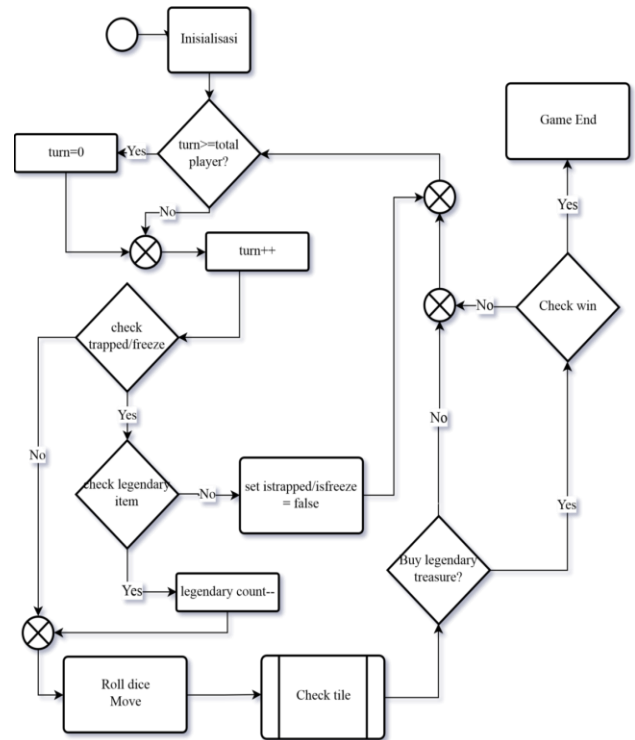 Inisialisasi
turn>=total
player?
Yes
turn=0
No
turn++
check
trapped/freeze
Yes
No
check legendary
item
No
set istrapped/isfreeze
= false
Yes
legendary count--
Roll dice
Move
Check tile
Buy legendary
treasure?
No
Yes
Check win
No
Yes
Game End